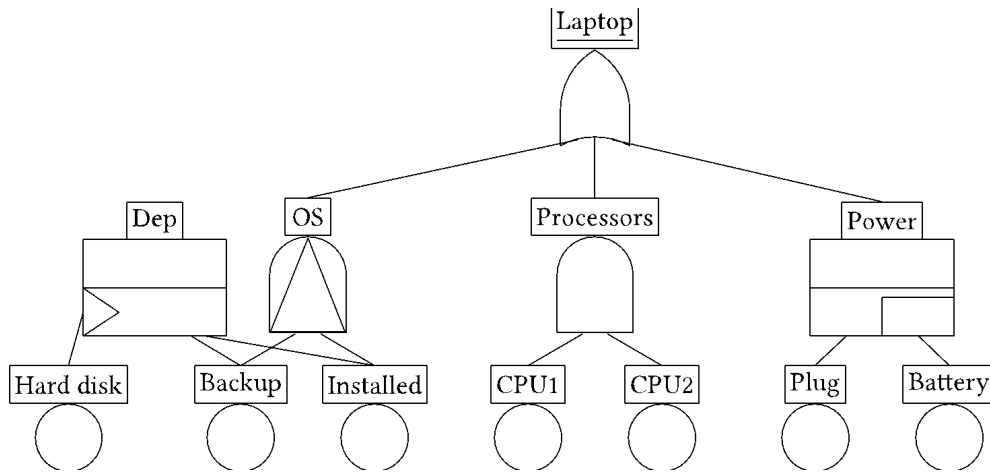 Laptop
Dep
OS
Processors
Power
Hard disk
Backup
Installed
CPU1
CPU2
Plug
Battery